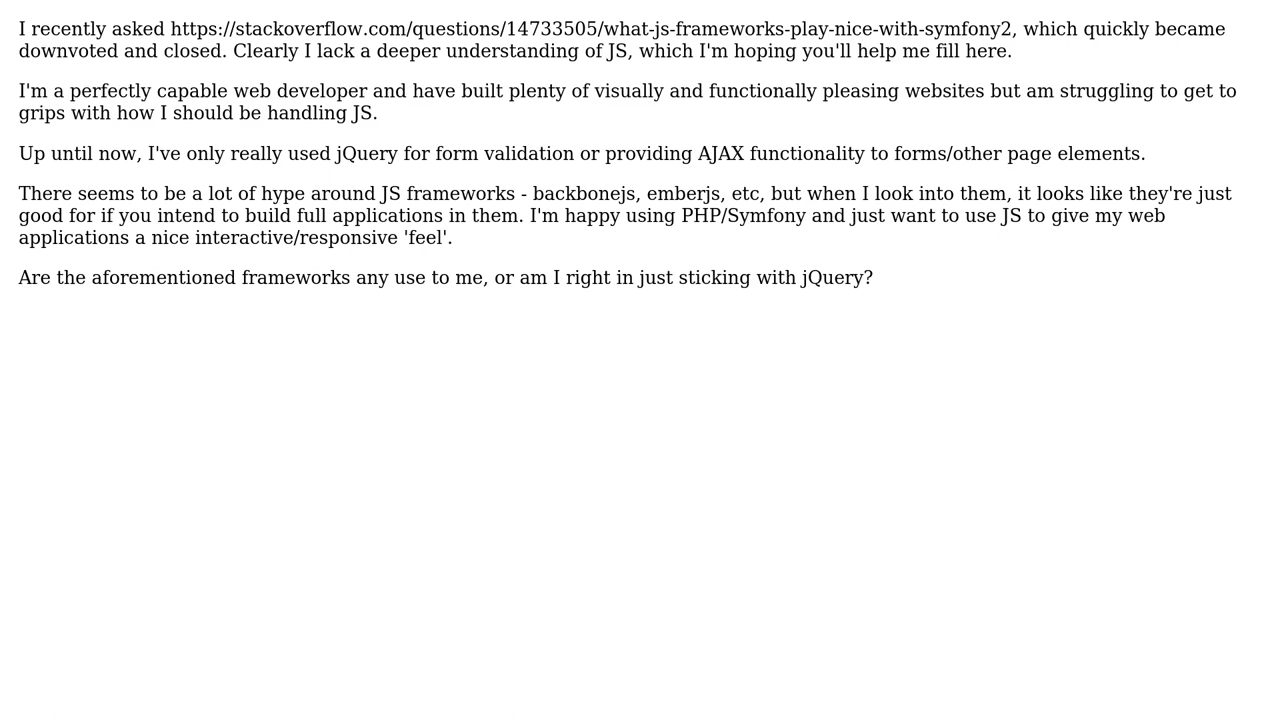 I recently asked https://stackoverflow.com/questions/14733505/what-js-frameworks-play-nice-with-symfony2, which quickly became
downvoted and closed. Clearly I lack a deeper understanding of JS, which I'm hoping you'll help me fill here.
I'm a perfectly capable web developer and have built plenty of visually and functionally pleasing websites but am struggling to get to
grips with how I should be handling JS.
Up until now, I've only really used jQuery for form validation or providing AJAX functionality to forms/other page elements.
There seems to be a lot of hype around JS frameworks - backbonejs, emberjs, etc, but when I look into them, it looks like they're just
good for if you intend to build full applications in them. I'm happy using PHP/Symfony and just want to use JS to give my web
applications a nice interactive/responsive 'feel'.
Are the aforementioned frameworks any use to me, or am I right in just sticking with jQuery?